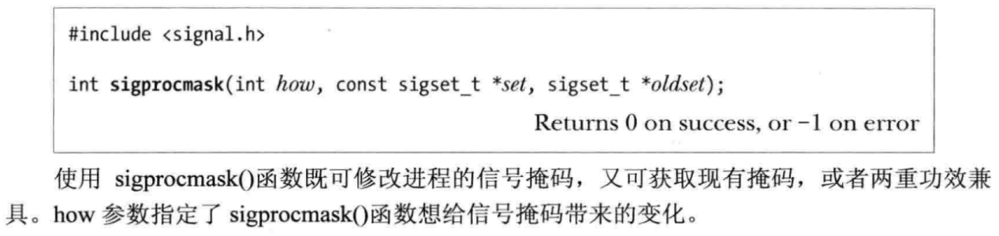 #include <signal.h>
int sigprocmask(int how, const sigset_t *set, sigset_t *oldset);
Returns 0 on success, or −1 on error
使用 sigprocmask()函数既可修改进程的信号掩码，又可获取现有掩码，或者两重功效兼
具。how 参数指定了 sigprocmask()函数想给信号掩码带来的变化。